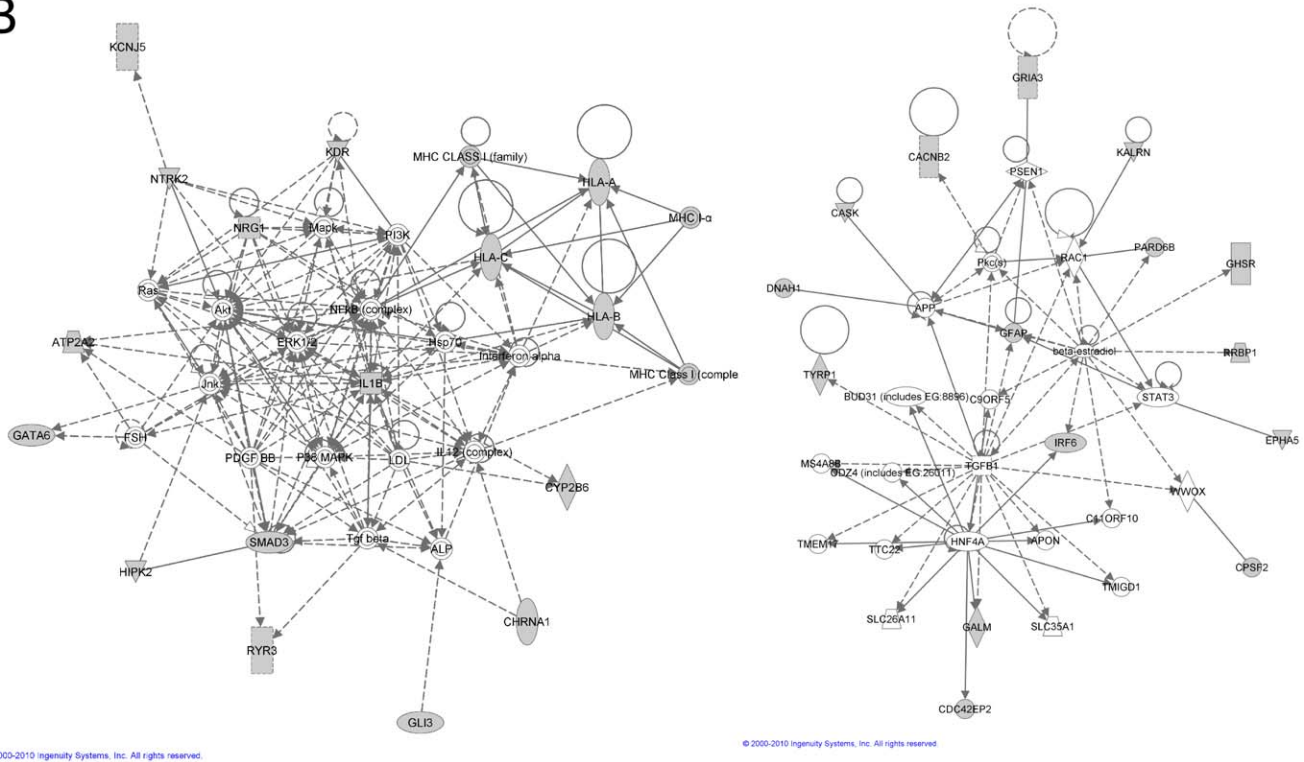 B
KCNJ5
KDR
MHC CLASS I (family)
NTRK2
HLA-A
NRG1
Mapk
PI3K
MHC I-α
HLA-C
Ras
Akt
NFkB (complex)
HLA-B
ATP2A2
ERK1/2
Hsp70
Interferon alpha
Jnk
IL1B
MHC Class I (comple
GATA6
FSH
PDGF BB
P38 MAPK
LDL
IL12 (complex)
CYP2B6
SMAD3
Tgf beta
ALP
HIPK2
CHRNA1
RYR3
GLI3
000-2010 Ingenuity Systems, Inc. All rights reserved.
GRIA3
CACNB2
KALRN
PSEN1
CASK
Pkc(s)
RAC1
PARD6B
GHSR
DNAH1
APP
GFAP
beta-estradiol
RRBP1
TYRP1
BUD31 (includes EG:8896)
C9ORF5
STAT3
IRF6
EPHA5
MS4A8B
TGFB1
ODZ4 (includes EG:26011)
WWOX
C11ORF10
TTC22
HNF4A
APON
CPSF2
TMIGD1
SLC26A11
GALM
SLC35A1
CDC42EP2
© 2000-2010 Ingenuity Systems, Inc. All rights reserved.